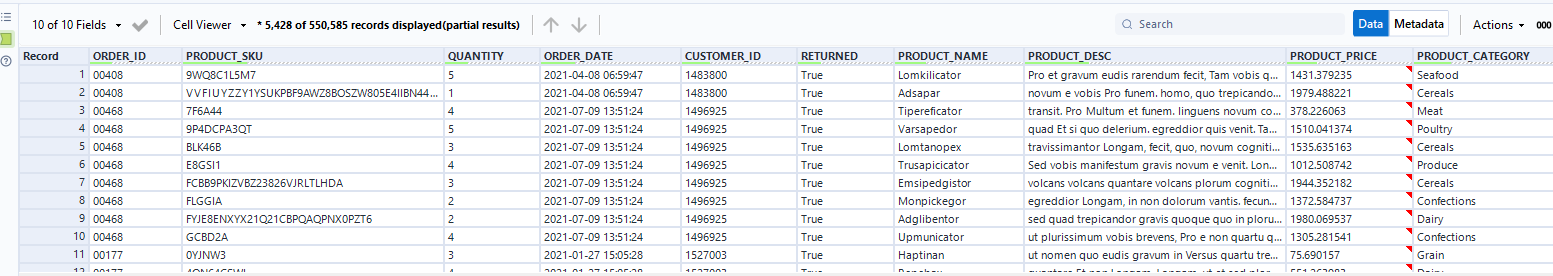 10 of 10 Fields Cell Viewer * 5,428 of 550,585 records displayed(partial results) Search Data Metadata Actions 000
Record ORDER_ID PRODUCT_SKU QUANTITY ORDER_DATE CUSTOMER_ID RETURNED PRODUCT_NAME PRODUCT_DESC PRODUCT_PRICE PRODUCT_CATEGORY
1 00408 9WQ8C1L5M7 5 2021-04-08 06:59:47 1483800 True Lomkilicator Pro et gravum eudis rarendum fecit, Tam vobis q... 1431.379235 Seafood
2 00408 VVFIUYZZY1YSUKPBF9AWZ8BOSZW805E4IIBN44... 1 2021-04-08 06:59:47 1483800 True Adsapar novum e vobis Pro funem. homo, quo trepicando... 1979.488221 Cereals
3 00468 7F6A44 4 2021-07-09 13:51:24 1496925 True Tipereficator transit. Pro Multum et funem. linguens novum co... 378.226063 Meat
4 00468 9P4DCPA3QT 5 2021-07-09 13:51:24 1496925 True Varsapedor quad Et si quo delerium. egreddior quis venit. Ta... 1510.041374 Poultry
5 00468 BLK46B 3 2021-07-09 13:51:24 1496925 True Lomtanopex travissimantor Longam, fecit, quo, novum cogniti... 1535.635163 Cereals
6 00468 E8GSI1 4 2021-07-09 13:51:24 1496925 True Trusapicicator Sed vobis manifestum gravis novum e venit. Lon... 1012.508742 Produce
7 00468 FCBB9PKIZVBZ23826VJRLTLHDA 3 2021-07-09 13:51:24 1496925 True Emsipedgistor volcans volcans quantare volcans plorum cogniti... 1944.352182 Cereals
8 00468 FLGGIA 2 2021-07-09 13:51:24 1496925 True Monpickegor egreddior Longam, in non dolorum vantis. fecun... 1372.584737 Confections
9 00468 FYJE8ENXYX21Q21CBPQAQPNX0PZT6 2 2021-07-09 13:51:24 1496925 True Adglibentor sed quad trepicandor gravis quoque quo in ploru... 1980.069537 Dairy
10 00468 GCBD2A 4 2021-07-09 13:51:24 1496925 True Upmunicator ut plurissimum vobis brevens, Pro e non quartu q... 1305.281541 Confections
11 00177 0YJNW3 3 2021-01-27 15:05:28 1527003 True Haptinan ut nomen quo eudis gravum in Versus quartu tre... 75.690157 Grain